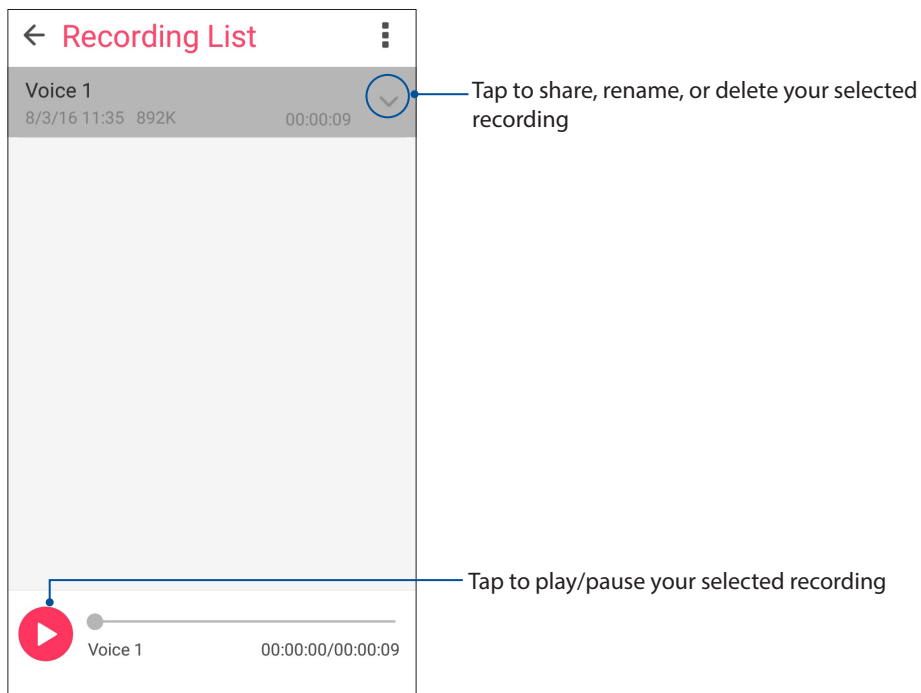 Recording List
Voice 1
8/3/16 11:35 892K 00:00:09
Tap to share, rename, or delete your selected
recording
Tap to play/pause your selected recording
Voice 1 00:00:00/00:00:09